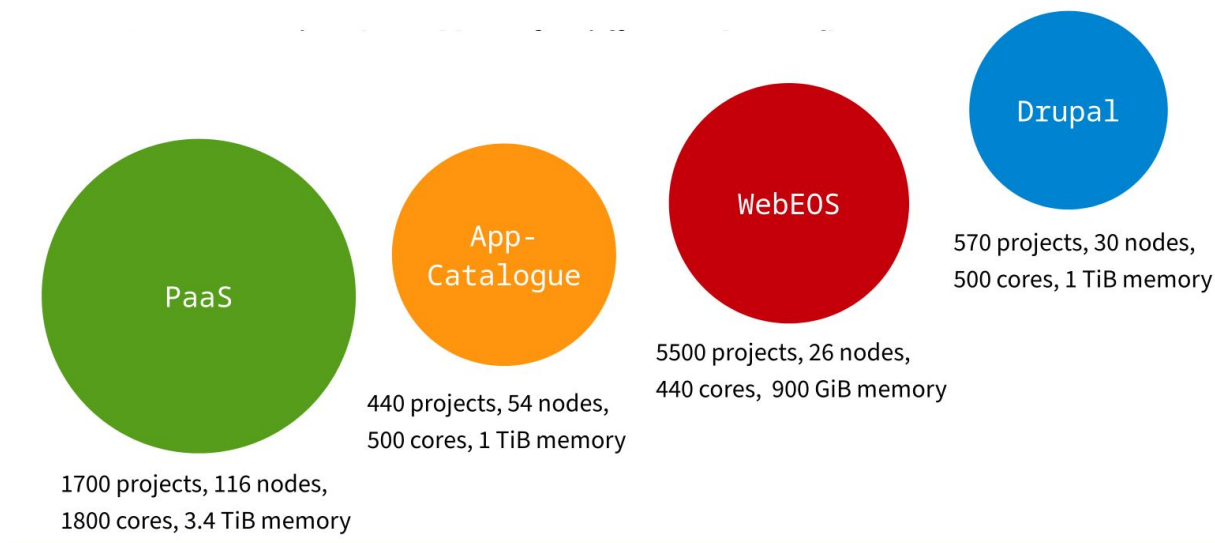 PaaS
1700 projects, 116 nodes,
1800 cores, 3.4 TiB memory
App-
Catalogue
440 projects, 54 nodes,
500 cores, 1 TiB memory
WebEOS
5500 projects, 26 nodes,
440 cores, 900 GiB memory
Drupal
570 projects, 30 nodes,
500 cores, 1 TiB memory